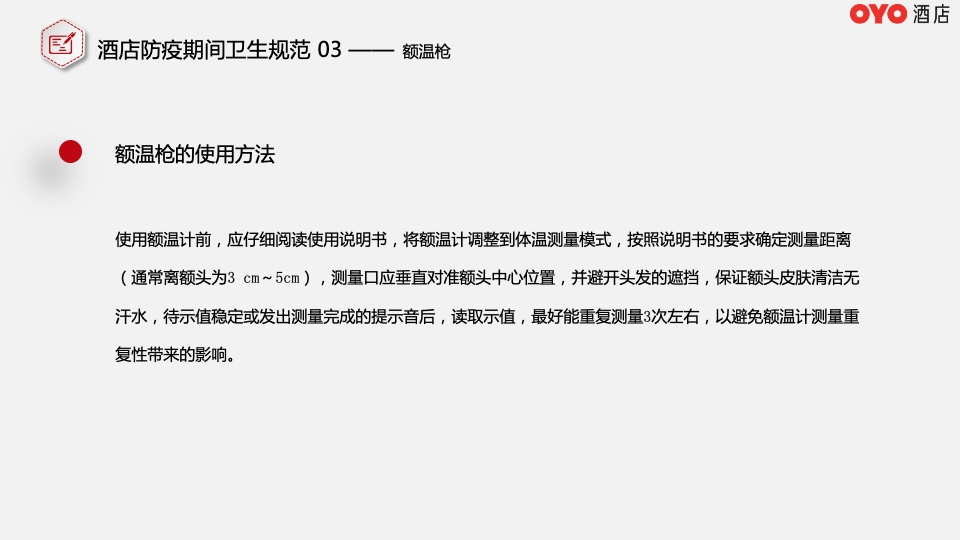 OYO 酒店
酒店防疫期间卫生规范 03 —— 额温枪
额温枪的使用方法
使用额温计前，应仔细阅读使用说明书，将额温计调整到体温测量模式，按照说明书的要求确定测量距离
（通常离额头为3 cm～5cm），测量口应垂直对准额头中心位置，并避开头发的遮挡，保证额头皮肤清洁无
汗水，待示值稳定或发出测量完成的提示音后，读取示值，最好能重复测量3次左右，以避免额温计测量重
复性带来的影响。